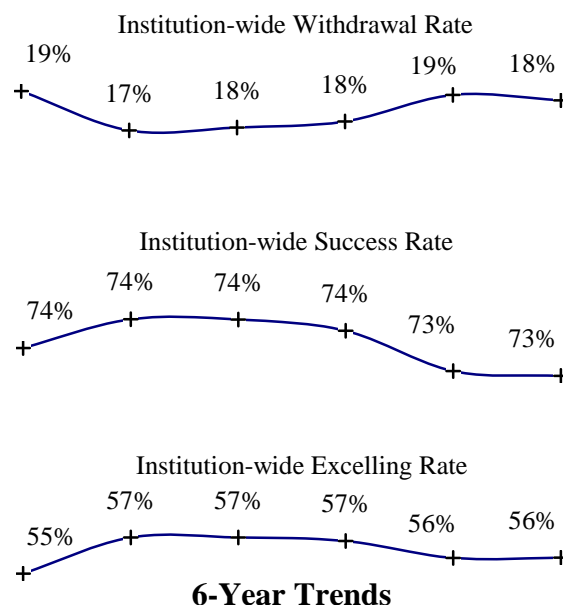 Institution-wide Withdrawal Rate
19% 17% 18% 18% 19% 18%
Institution-wide Success Rate
74% 74% 74% 74% 73% 73%
Institution-wide Excelling Rate
55% 57% 57% 57% 56% 56%
6-Year Trends